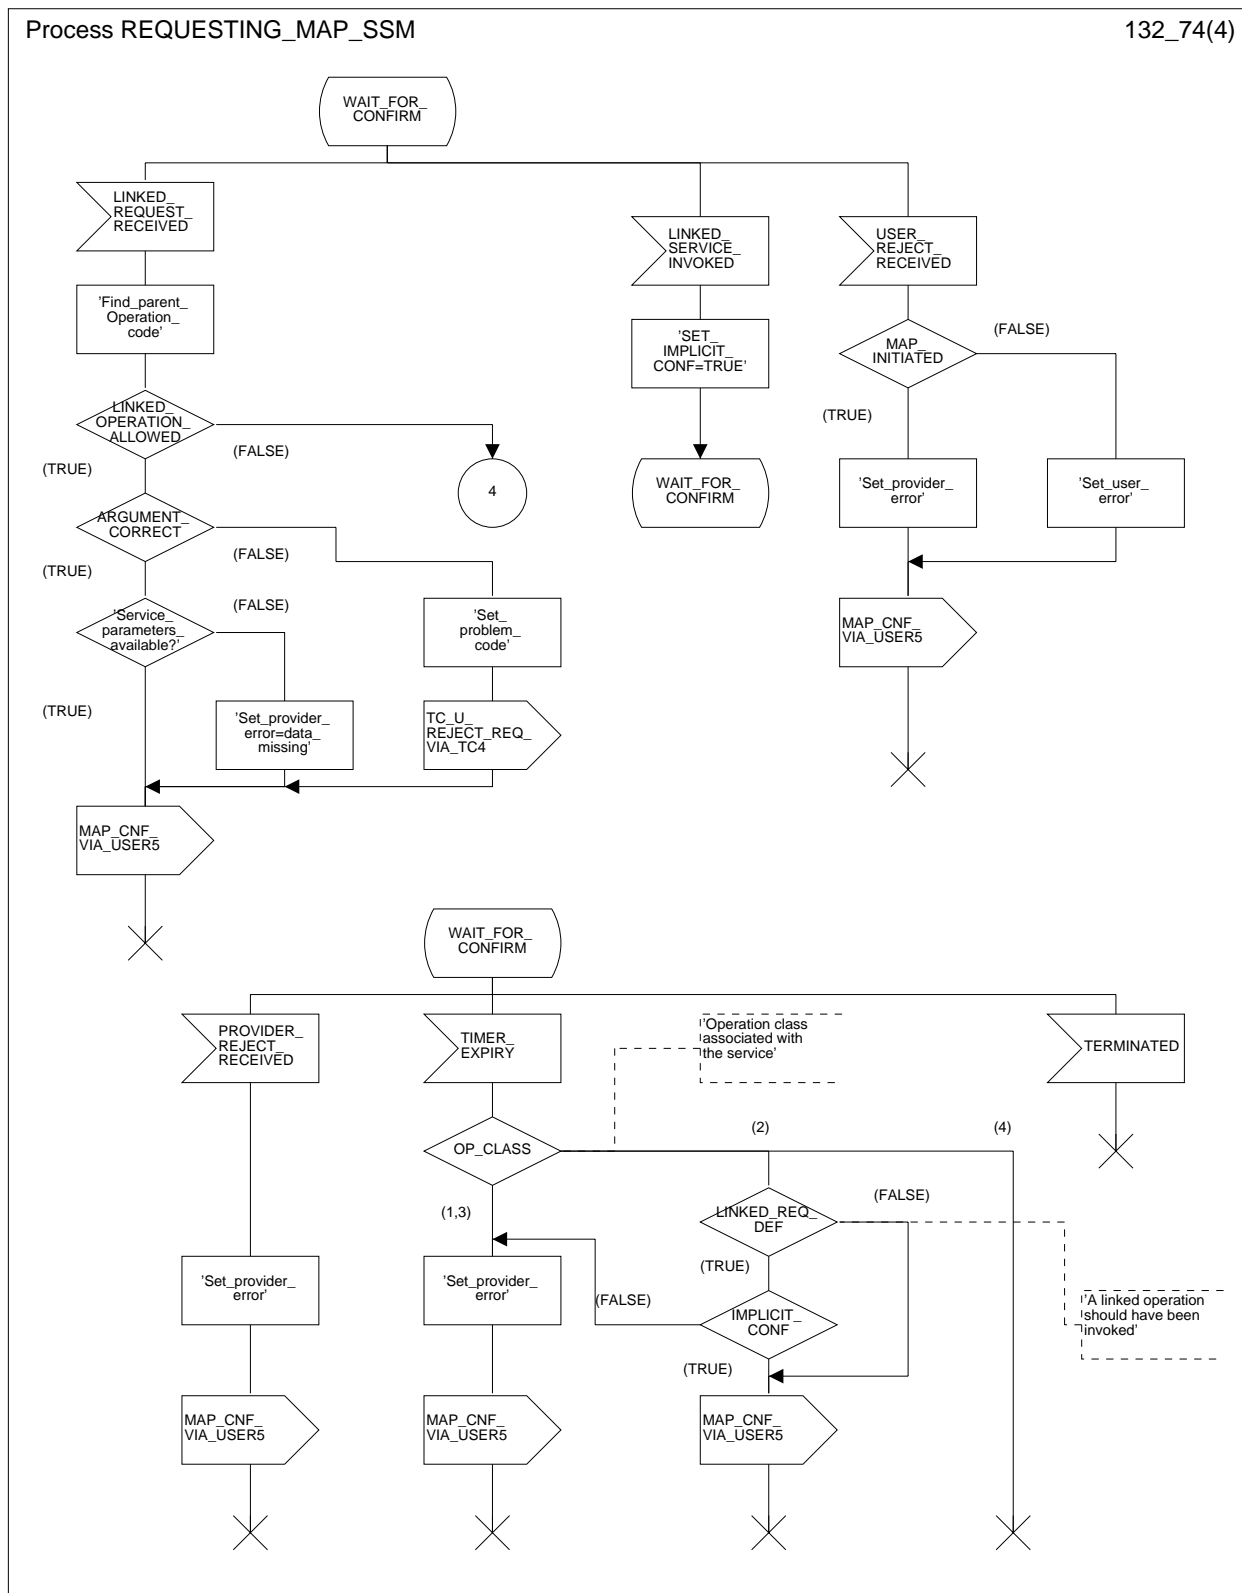 Process REQUESTING_MAP_SSM
132_74(4)
WAIT_FOR_
CONFIRM
LINKED_
REQUEST_
RECEIVED
LINKED_
SERVICE_
INVOKED
USER_
REJECT_
RECEIVED
'Find_parent_
Operation_
code'
'SET_
IMPLICIT_
CONF=TRUE'
MAP_
INITIATED
(FALSE)
LINKED_
OPERATION_
ALLOWED
(FALSE)
(TRUE)
(TRUE)
4
WAIT_FOR_
CONFIRM
'Set_provider_
error'
'Set_user_
error'
ARGUMENT_
CORRECT
(FALSE)
(TRUE)
'Service_
parameters_
available?'
(FALSE)
'Set_
problem_
code'
MAP_CNF_
VIA_USER5
(TRUE)
'Set_provider_
error=data_
missing'
TC_U_
REJECT_REQ_
VIA_TC4
MAP_CNF_
VIA_USER5
WAIT_FOR_
CONFIRM
PROVIDER_
REJECT_
RECEIVED
TIMER_
EXPIRY
'Operation class
associated with
the service'
TERMINATED
OP_CLASS
(2)
(4)
(1,3)
LINKED_REQ_
DEF
(FALSE)
(TRUE)
'Set_provider_
error'
'Set_provider_
error'
(FALSE)
IMPLICIT_
CONF
'A linked operation
should have been
invoked'
(TRUE)
MAP_CNF_
VIA_USER5
MAP_CNF_
VIA_USER5
MAP_CNF_
VIA_USER5